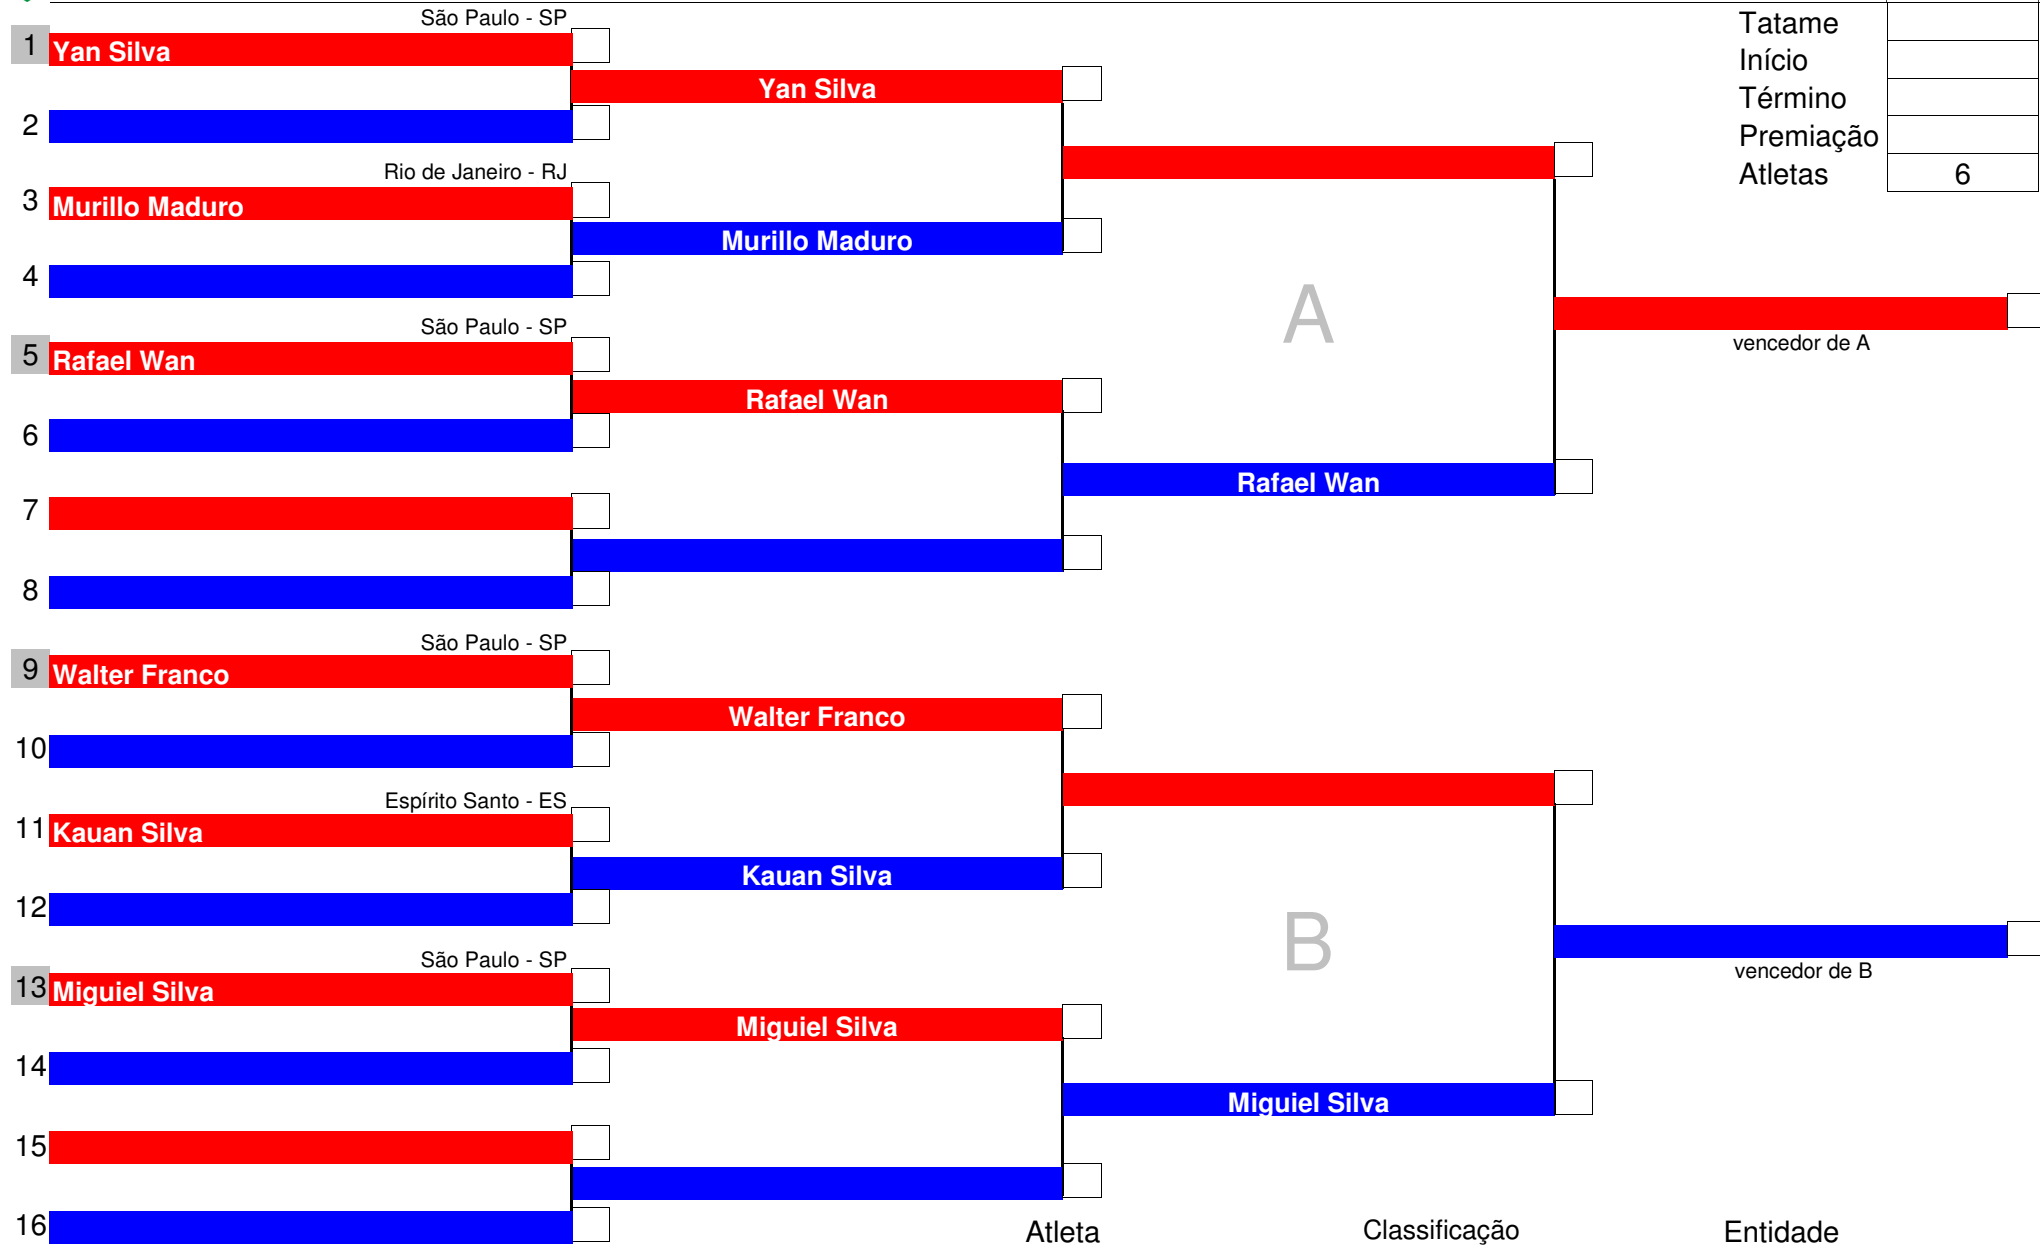 São Paulo - SP
1 Yan Silva
Yan Silva
2
Rio de Janeiro - RJ
3 Murillo Maduro
Murillo Maduro
4
São Paulo - SP
5 Rafael Wan
Rafael Wan
6
Rafael Wan
7
8
A
vencedor de A
Tatame
Início
Término
Premiação
Atletas 6
São Paulo - SP
9 Walter Franco
Walter Franco
10
Espírito Santo - ES
11 Kauan Silva
Kauan Silva
12
São Paulo - SP
13 Miguiel Silva
Miguiel Silva
14
Miguiel Silva
15
16
B
vencedor de B
Atleta Classificação Entidade